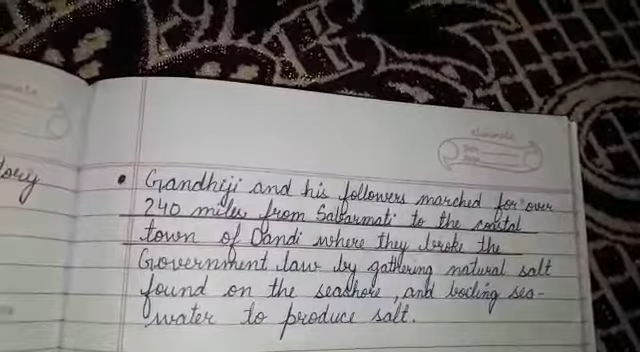 tory
classmate
• Gandhiji and his followers marched for over
240 miles from Sabarmati to the coastal
town of Dandi where they broke the
Government law by gathering natural salt
found on the seashore, and boiling sea-
water to produce salt.